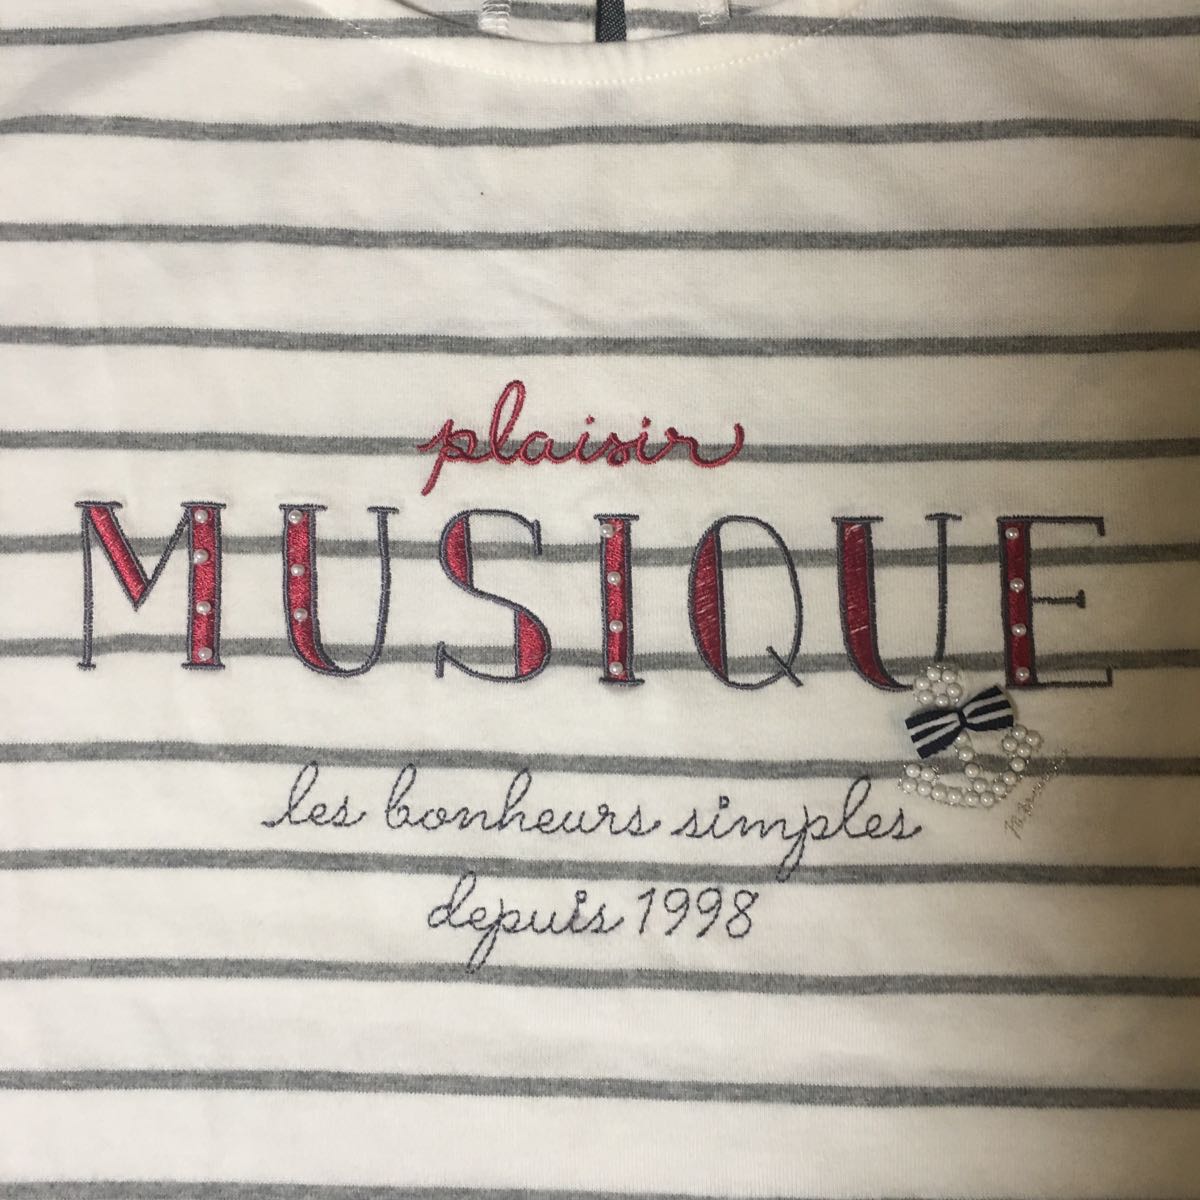 plaisir
MUSIQUE
les bonheurs simples
depuis 1998